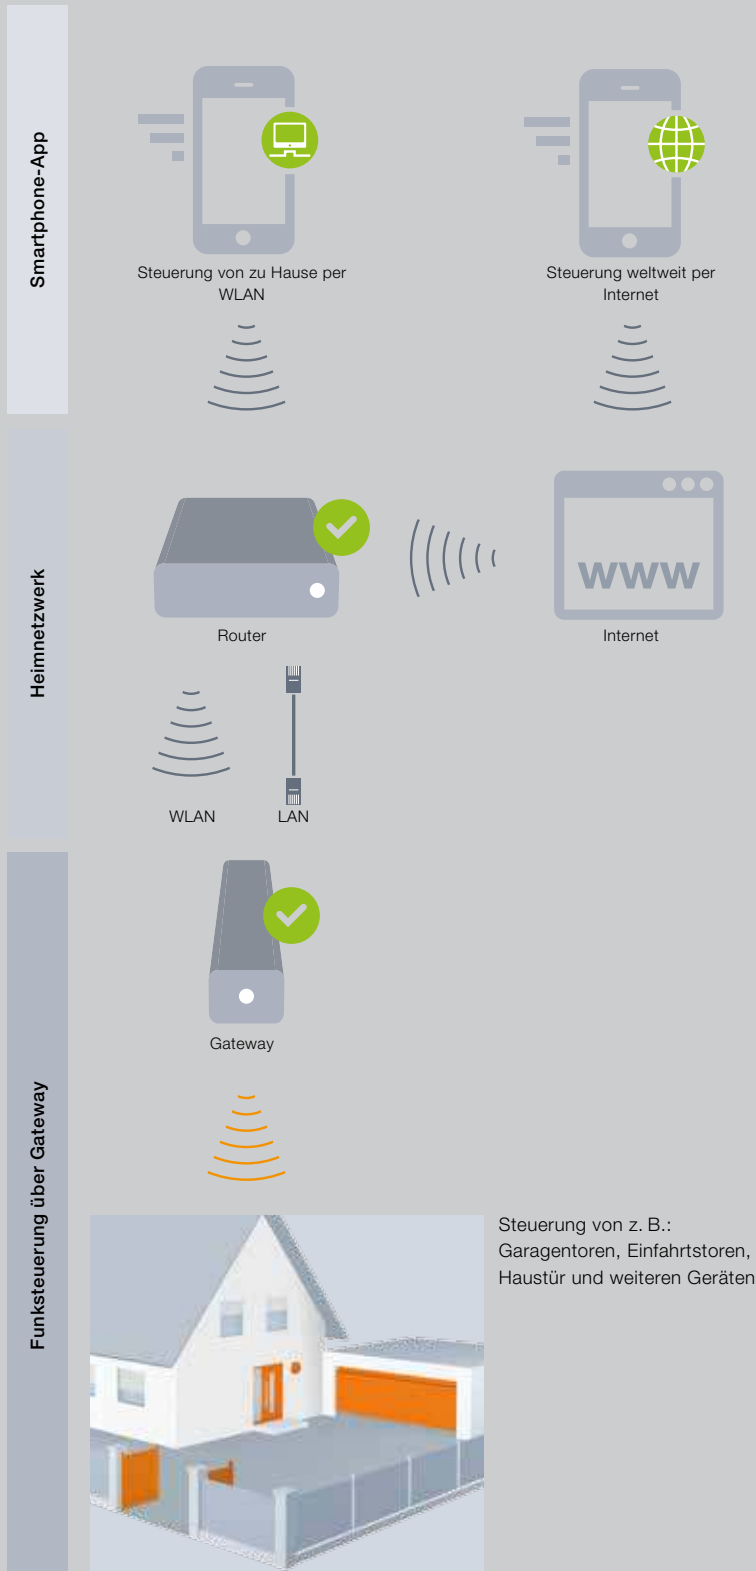 Smartphone-App
Steuerung von zu Hause per
WLAN
Steuerung weltweit per
Internet
Heimnetzwerk
www
Router
Internet
WLAN
LAN
Funksteuerung über Gateway
Gateway
Steuerung von z. B.:
Garagentoren, Einfahrtstoren,
Haustür und weiteren Geräten